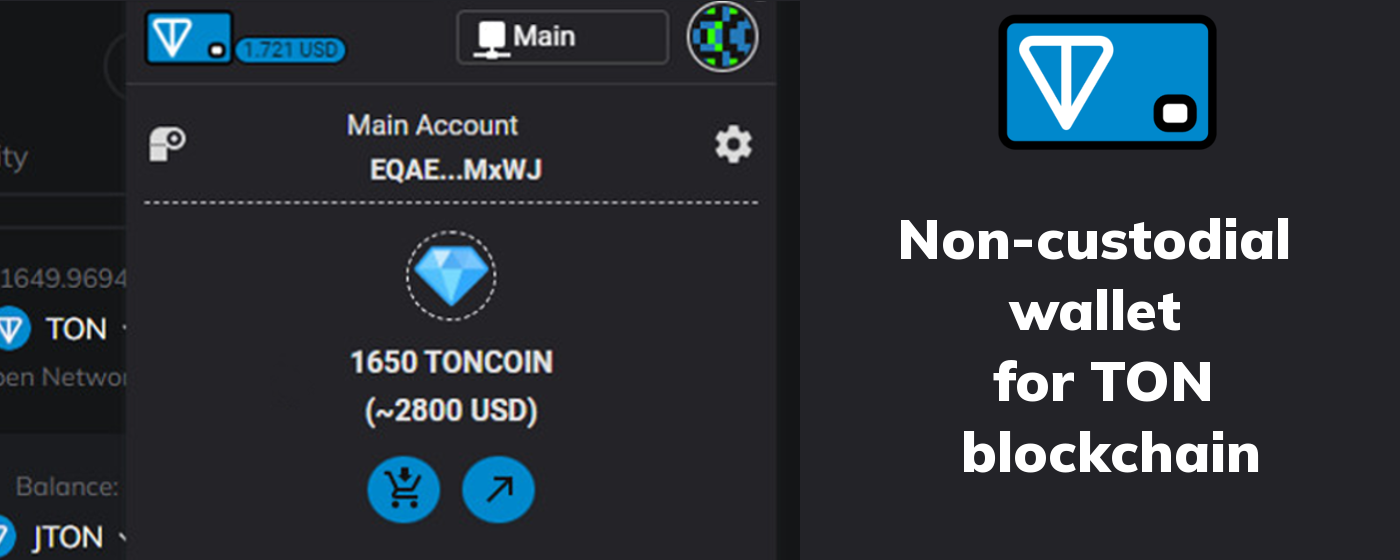 1.721 USD
Main
Main Account
EQAE...MxWJ
1650 TONCOIN
(~2800 USD)
ity
1649.9694
TON
pen Networ
Balance:
JTON
Non-custodial
wallet
for TON
blockchain